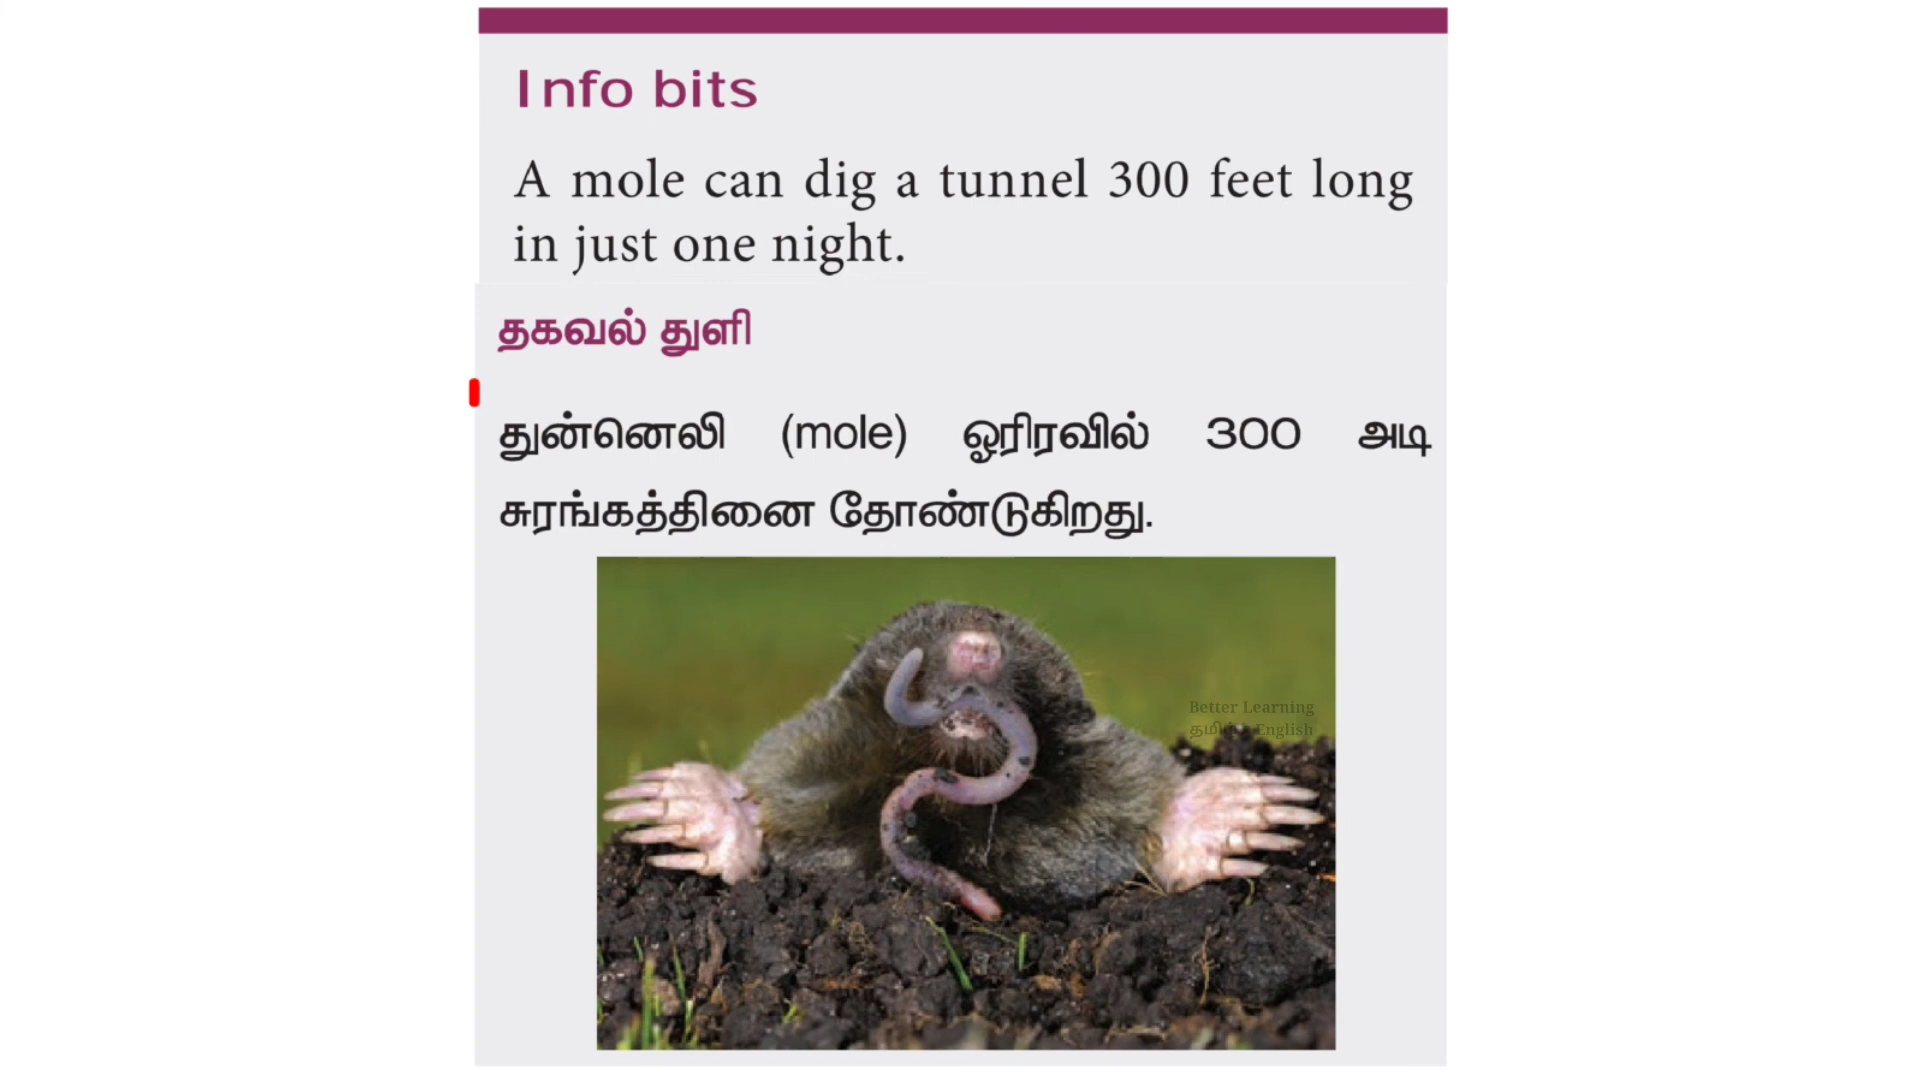 Info bits
A mole can dig a tunnel 300 feet long
in just one night.
தகவல் துளி
துன்னெலி (mole) ஓரிரவில் 300 அடி
சுரங்கத்தினை தோண்டுகிறது.
Better Learning
English